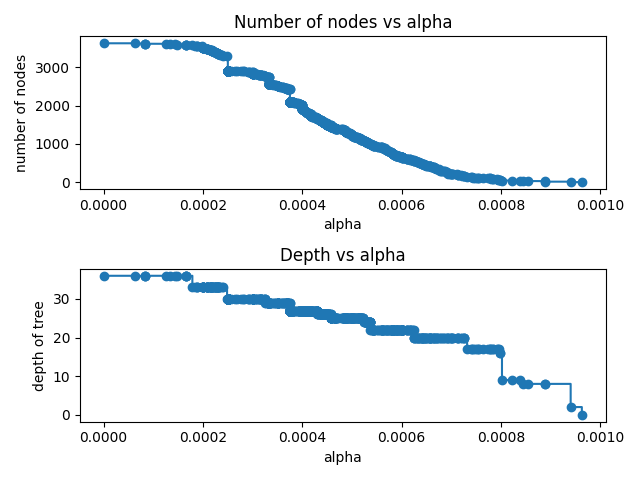 Number of nodes vs alpha
number of nodes
3000
2000
1000
0
0.0000 0.0002 0.0004 0.0006 0.0008 0.0010
alpha
Depth vs alpha
depth of tree
30
20
10
0
0.0000 0.0002 0.0004 0.0006 0.0008 0.0010
alpha